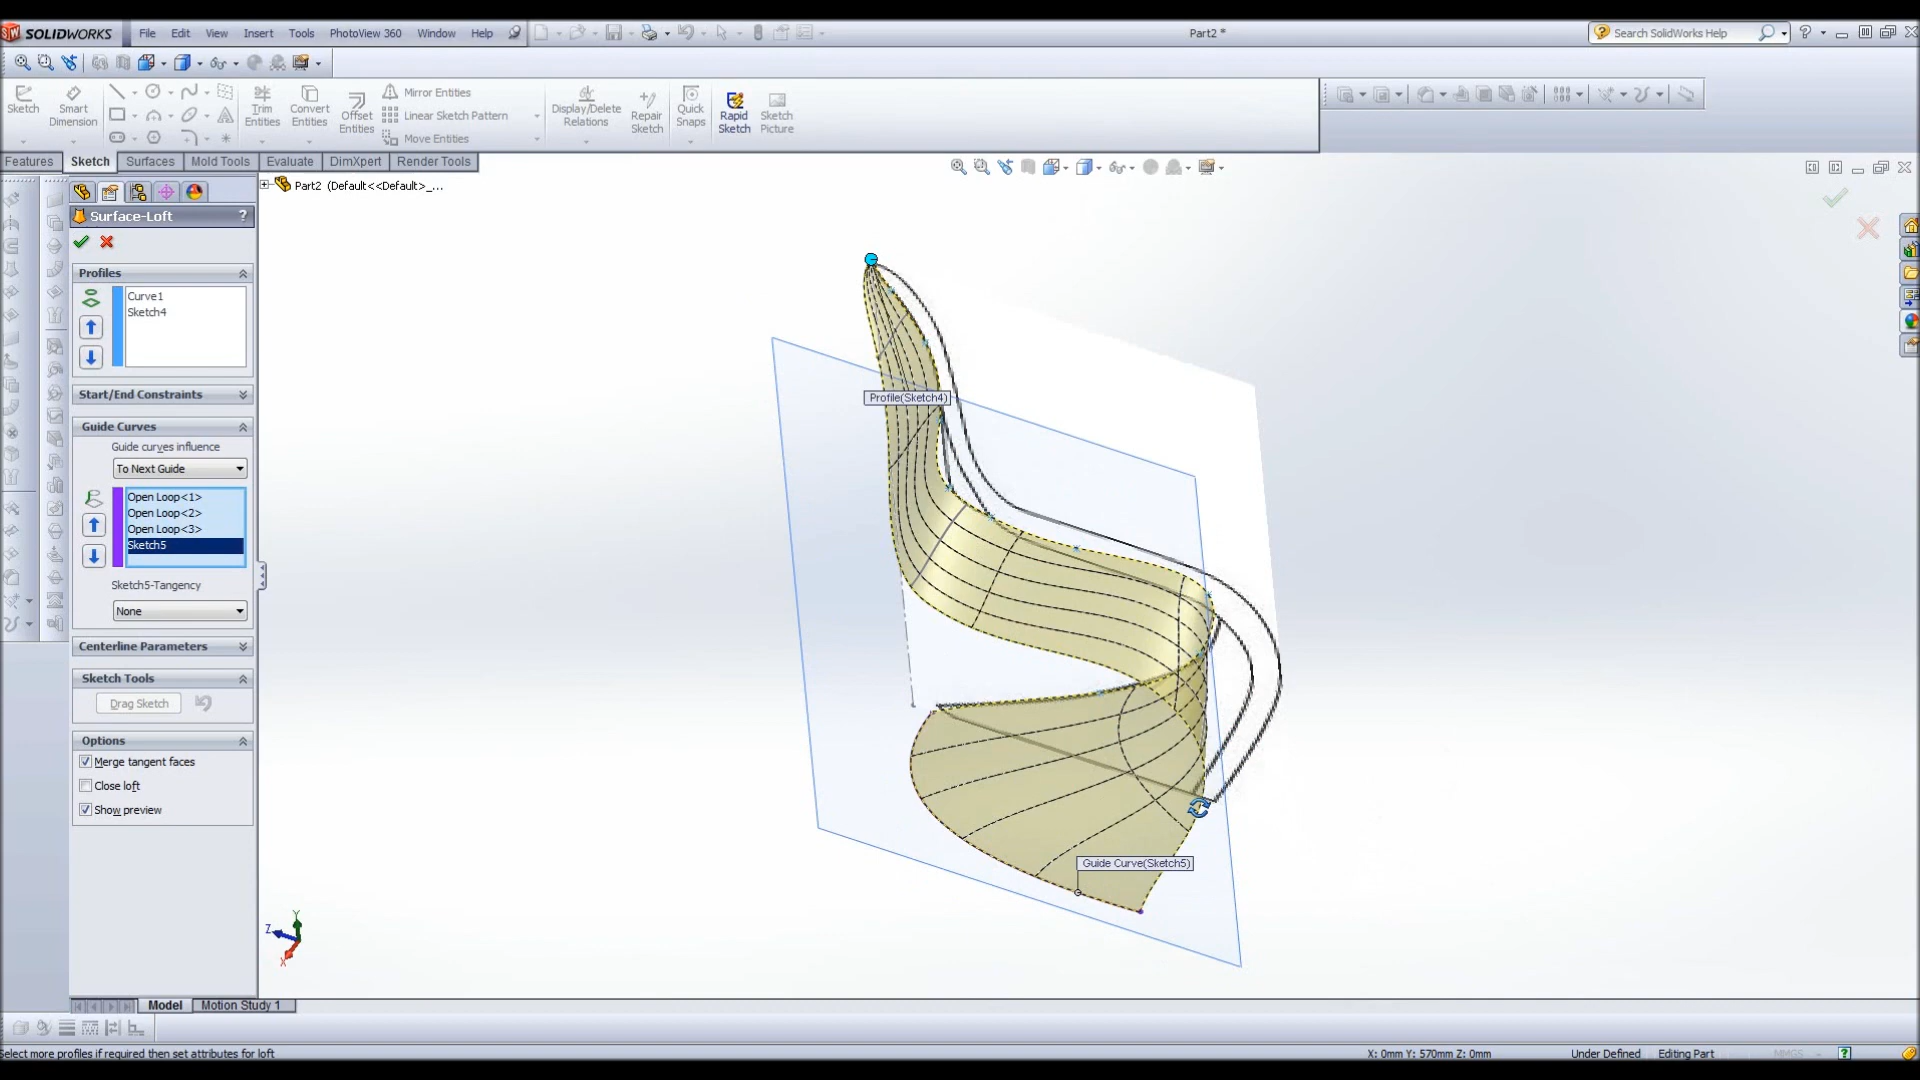 SOLIDWORKS File Edit View Insert Tools PhotoView 360 Window Help Part2 * Search SolidWorks Help
Sketch
Smart
Dimension
Trim
Entities
Convert
Entities
Offset
Entities
Mirror Entities
Linear Sketch Pattern
Move Entities
Display/Delete
Relations
Repair
Sketch
Quick
Snaps
Rapid
Sketch
Sketch
Picture
Features Sketch Surfaces Mold Tools Evaluate DimXpert Render Tools
Part2 (Default<<Default>_...
Surface-Loft ?
Profiles
Curve1
Sketch4
Start/End Constraints
Guide Curves
Guide curves influence
To Next Guide
Open Loop<1>
Open Loop<2>
Open Loop<3>
Sketch5
Sketch5-Tangency
None
Centerline Parameters
Sketch Tools
Drag Sketch
Options
Merge tangent faces
Close loft
Show preview
Profile(Sketch4)
Guide Curve(Sketch5)
Y
Z
X
Model Motion Study 1
Select more profiles if required then set attributes for loft X: 0mm Y: 570mm Z: 0mm Under Defined Editing Part MMGS